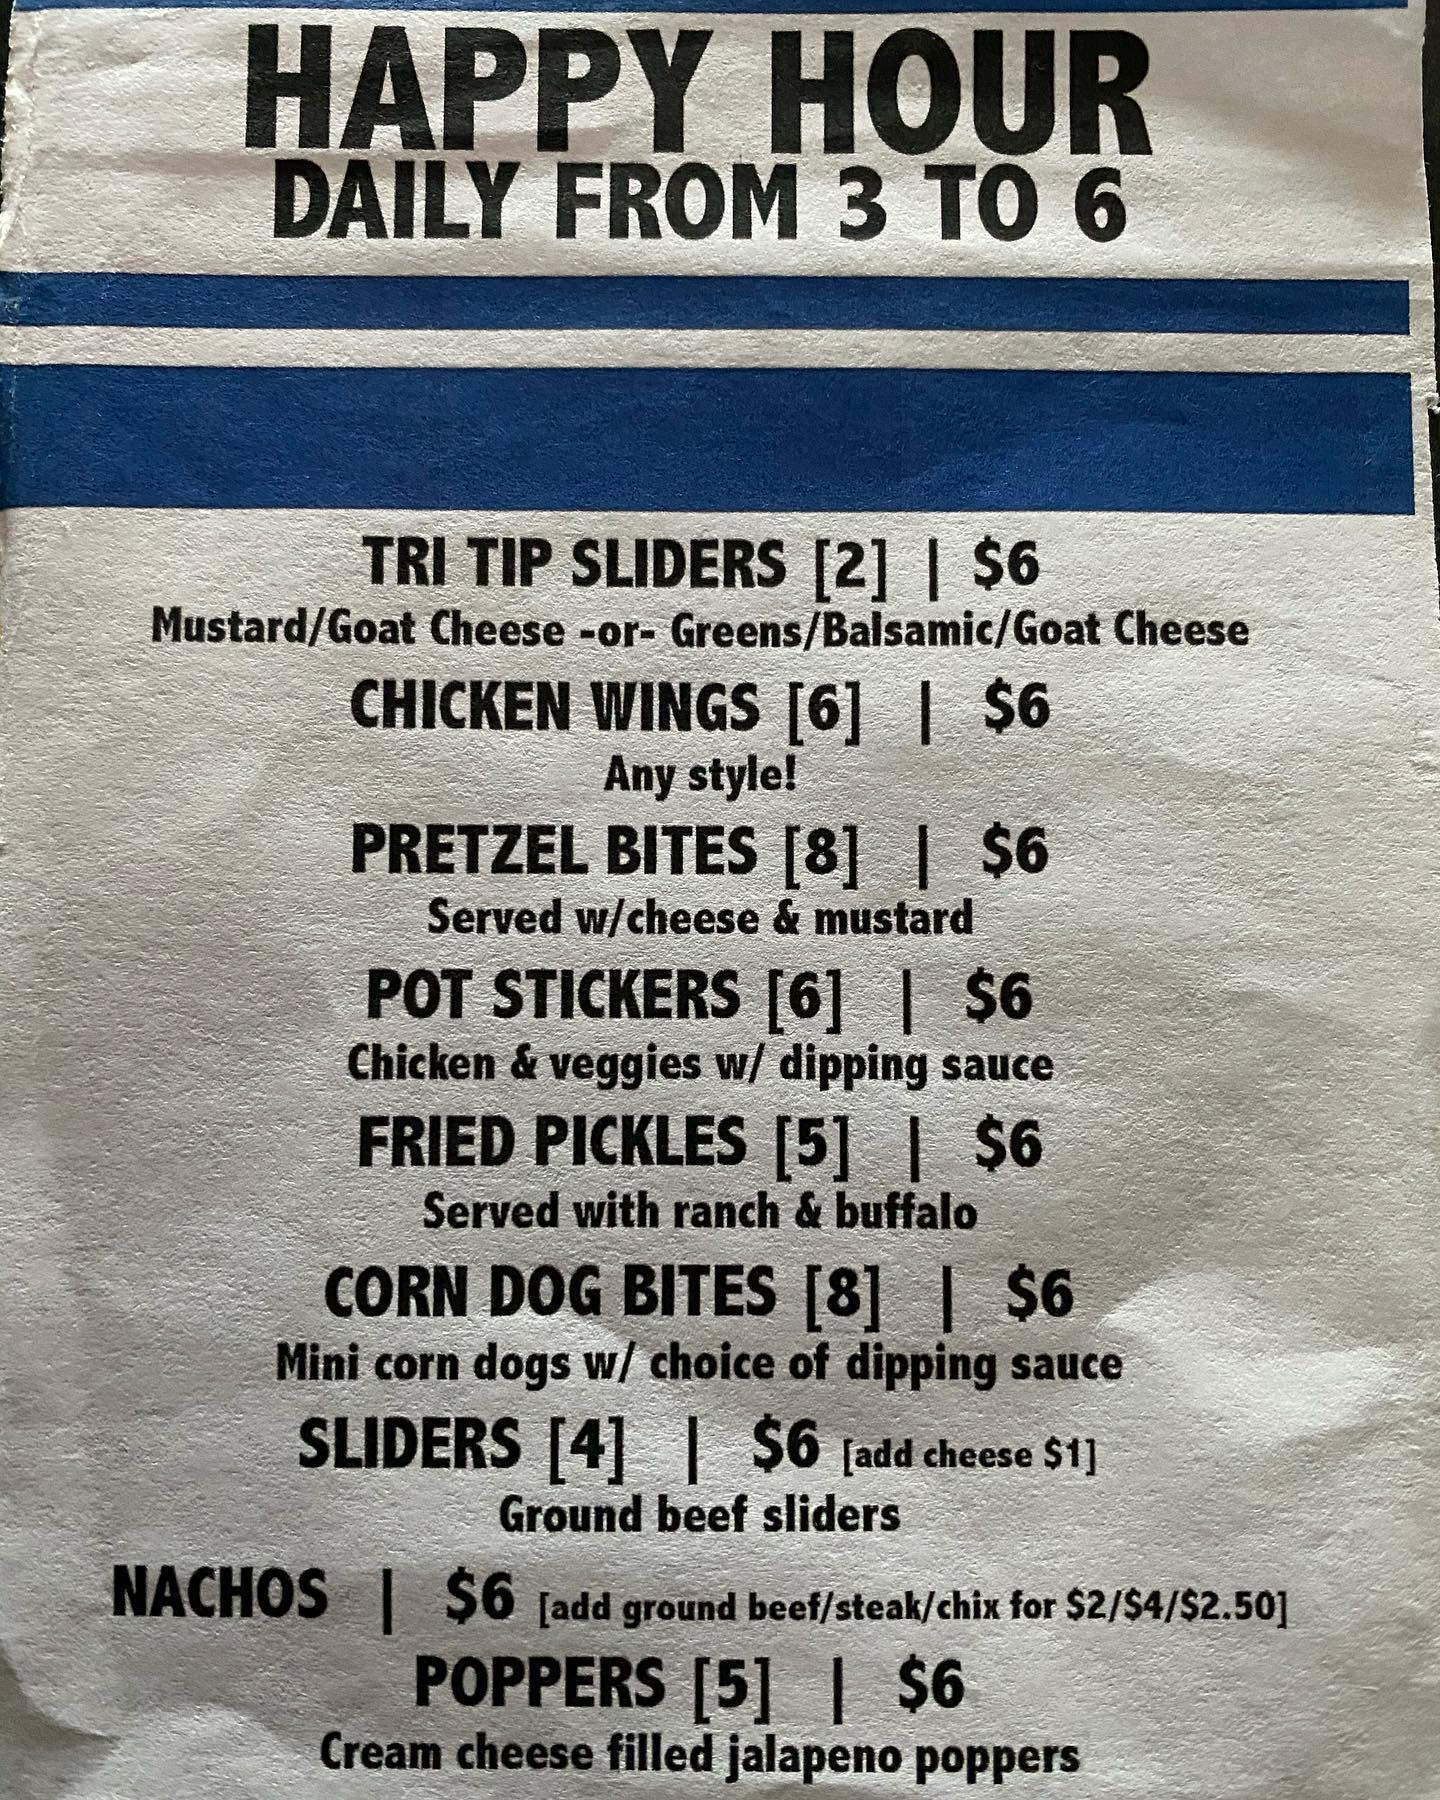 HAPPY HOUR
DAILY FROM 3 TO 6
TRI TIP SLIDERS [2] | $6
Mustard/Goat Cheese -or- Greens/Balsamic/Goat Cheese
CHICKEN WINGS [6] | $6
Any style!
PRETZEL BITES [8] | $6
Served w/cheese & mustard
POT STICKERS [6] | $6
Chicken & veggies w/ dipping sauce
FRIED PICKLES [5] | $6
Served with ranch & buffalo
CORN DOG BITES [8] | $6
Mini corn dogs w/ choice of dipping sauce
SLIDERS [4] | $6 [add cheese $1]
Ground beef sliders
NACHOS | $6 [add ground beef/steak/chix for $2/$4/$2.50]
POPPERS [5] | $6
Cream cheese filled jalapeno poppers